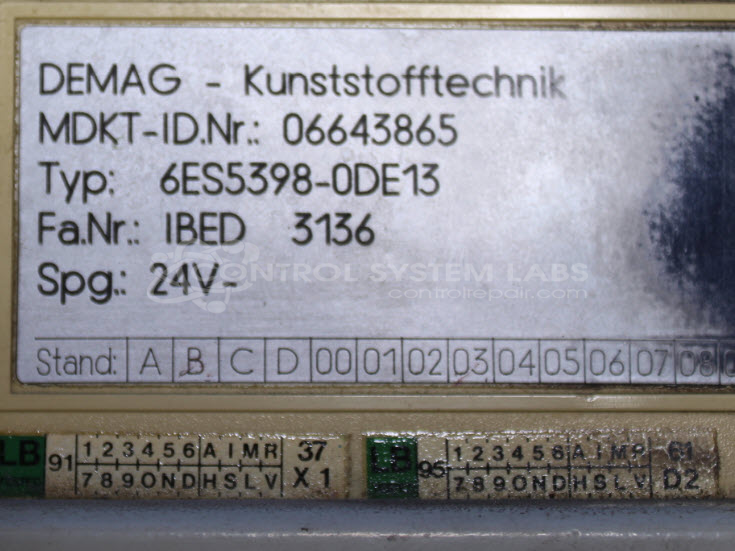 DEMAG - Kunststofftechnik
MDKT-ID.Nr.: 06643865
Typ: 6ES5398-0DE13
Fa.Nr.: IBED 3136
Spg.: 24V-
CONTROL SYSTEM LABS
controlrepair.com
Stand: A B C D 00 01 02 03 04 05 06 07 08
LB 91 1 2 3 4 5 6 A I M R 37
7 8 9 O N D H S L V X 1
LB 95 1 2 3 4 5 6 A I M R 61
7 8 9 O N D H S L V D2